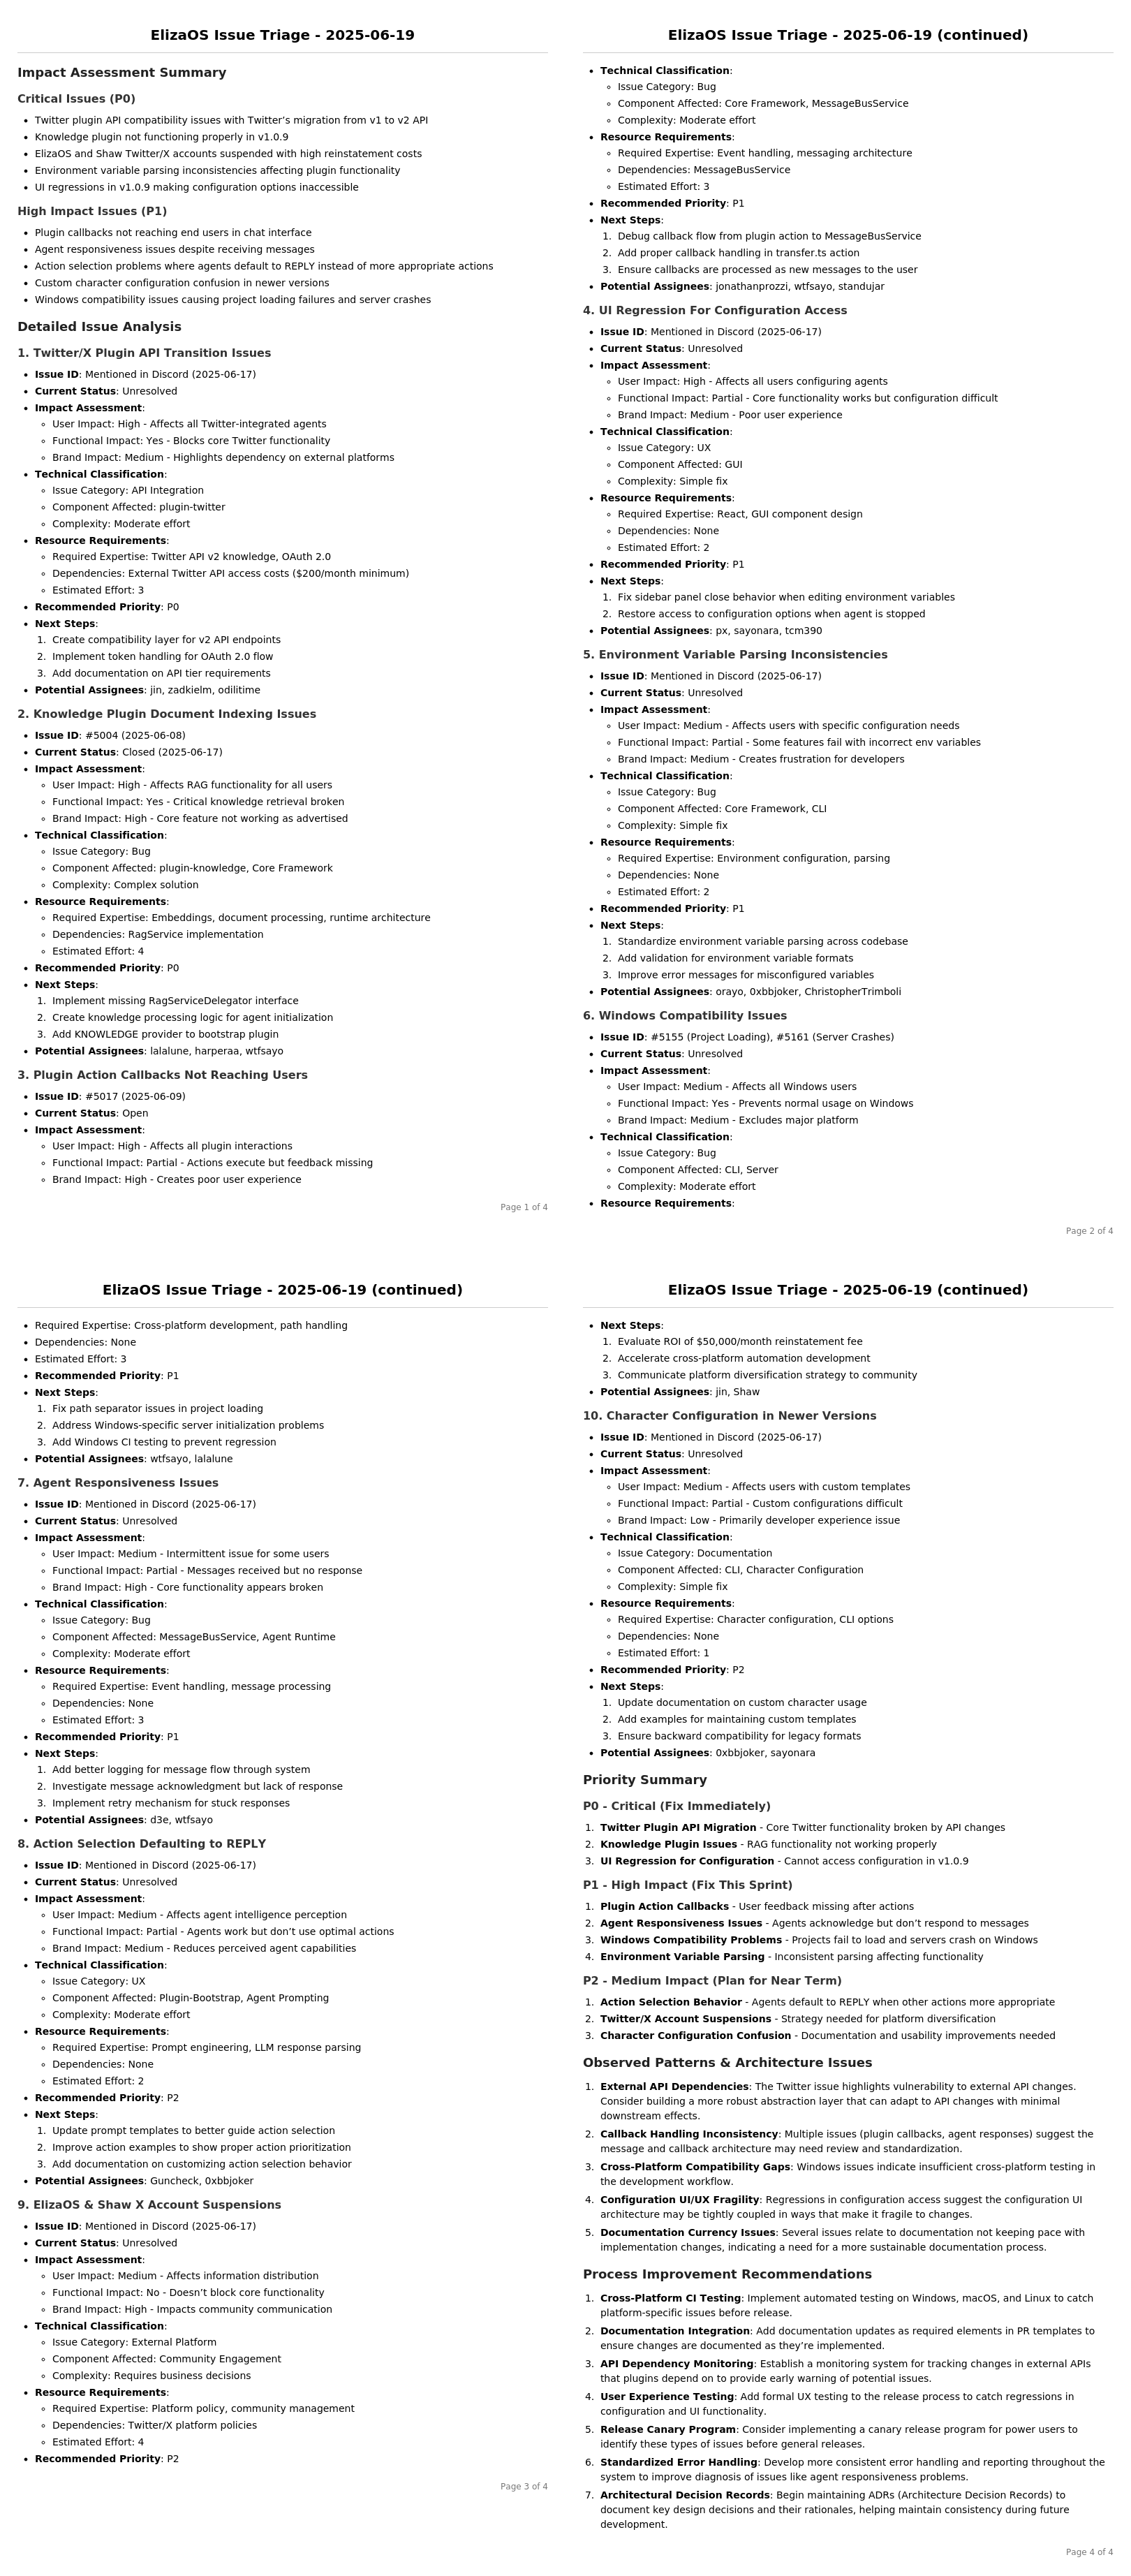 ElizaOS Issue Triage - 2025-06-19
Impact Assessment Summary
Critical Issues (P0)
• Twitter plugin API compatibility issues with Twitter’s migration from v1 to v2 API
• Knowledge plugin not functioning properly in v1.0.9
• ElizaOS and Shaw Twitter/X accounts suspended with high reinstatement costs
• Environment variable parsing inconsistencies affecting plugin functionality
• UI regressions in v1.0.9 making configuration options inaccessible
High Impact Issues (P1)
• Plugin callbacks not reaching end users in chat interface
• Agent responsiveness issues despite receiving messages
• Action selection problems where agents default to REPLY instead of more appropriate actions
• Custom character configuration confusion in newer versions
• Windows compatibility issues causing project loading failures and server crashes
Detailed Issue Analysis
1. Twitter/X Plugin API Transition Issues
• Issue ID: Mentioned in Discord (2025-06-17)
• Current Status: Unresolved
• Impact Assessment:
◦ User Impact: High - Affects all Twitter-integrated agents
◦ Functional Impact: Yes - Blocks core Twitter functionality
◦ Brand Impact: Medium - Highlights dependency on external platforms
• Technical Classification:
◦ Issue Category: API Integration
◦ Component Affected: plugin-twitter
◦ Complexity: Moderate effort
• Resource Requirements:
◦ Required Expertise: Twitter API v2 knowledge, OAuth 2.0
◦ Dependencies: External Twitter API access costs ($200/month minimum)
◦ Estimated Effort: 3
• Recommended Priority: P0
• Next Steps:
1. Create compatibility layer for v2 API endpoints
2. Implement token handling for OAuth 2.0 flow
3. Add documentation on API tier requirements
• Potential Assignees: jin, zadkielm, odilitime
2. Knowledge Plugin Document Indexing Issues
• Issue ID: #5004 (2025-06-08)
• Current Status: Closed (2025-06-17)
• Impact Assessment:
◦ User Impact: High - Affects RAG functionality for all users
◦ Functional Impact: Yes - Critical knowledge retrieval broken
◦ Brand Impact: High - Core feature not working as advertised
• Technical Classification:
◦ Issue Category: Bug
◦ Component Affected: plugin-knowledge, Core Framework
◦ Complexity: Complex solution
• Resource Requirements:
◦ Required Expertise: Embeddings, document processing, runtime architecture
◦ Dependencies: RagService implementation
◦ Estimated Effort: 4
• Recommended Priority: P0
• Next Steps:
1. Implement missing RagServiceDelegator interface
2. Create knowledge processing logic for agent initialization
3. Add KNOWLEDGE provider to bootstrap plugin
• Potential Assignees: lalalune, harperaa, wtfsayo
3. Plugin Action Callbacks Not Reaching Users
• Issue ID: #5017 (2025-06-09)
• Current Status: Open
• Impact Assessment:
◦ User Impact: High - Affects all plugin interactions
◦ Functional Impact: Partial - Actions execute but feedback missing
◦ Brand Impact: High - Creates poor user experience
Page 1 of 4
ElizaOS Issue Triage - 2025-06-19 (continued)
• Technical Classification:
◦ Issue Category: Bug
◦ Component Affected: Core Framework, MessageBusService
◦ Complexity: Moderate effort
• Resource Requirements:
◦ Required Expertise: Event handling, messaging architecture
◦ Dependencies: MessageBusService
◦ Estimated Effort: 3
• Recommended Priority: P1
• Next Steps:
1. Debug callback flow from plugin action to MessageBusService
2. Add proper callback handling in transfer.ts action
3. Ensure callbacks are processed as new messages to the user
• Potential Assignees: jonathanprozzi, wtfsayo, standujar
4. UI Regression For Configuration Access
• Issue ID: Mentioned in Discord (2025-06-17)
• Current Status: Unresolved
• Impact Assessment:
◦ User Impact: High - Affects all users configuring agents
◦ Functional Impact: Partial - Core functionality works but configuration difficult
◦ Brand Impact: Medium - Poor user experience
• Technical Classification:
◦ Issue Category: UX
◦ Component Affected: GUI
◦ Complexity: Simple fix
• Resource Requirements:
◦ Required Expertise: React, GUI component design
◦ Dependencies: None
◦ Estimated Effort: 2
• Recommended Priority: P1
• Next Steps:
1. Fix sidebar panel close behavior when editing environment variables
2. Restore access to configuration options when agent is stopped
• Potential Assignees: px, sayonara, tcm390
5. Environment Variable Parsing Inconsistencies
• Issue ID: Mentioned in Discord (2025-06-17)
• Current Status: Unresolved
• Impact Assessment:
◦ User Impact: Medium - Affects users with specific configuration needs
◦ Functional Impact: Partial - Some features fail with incorrect env variables
◦ Brand Impact: Medium - Creates frustration for developers
• Technical Classification:
◦ Issue Category: Bug
◦ Component Affected: Core Framework, CLI
◦ Complexity: Simple fix
• Resource Requirements:
◦ Required Expertise: Environment configuration, parsing
◦ Dependencies: None
◦ Estimated Effort: 2
• Recommended Priority: P1
• Next Steps:
1. Standardize environment variable parsing across codebase
2. Add validation for environment variable formats
3. Improve error messages for misconfigured variables
• Potential Assignees: orayo, 0xbbjoker, ChristopherTrimboli
6. Windows Compatibility Issues
• Issue ID: #5155 (Project Loading), #5161 (Server Crashes)
• Current Status: Unresolved
• Impact Assessment:
◦ User Impact: Medium - Affects all Windows users
◦ Functional Impact: Yes - Prevents normal usage on Windows
◦ Brand Impact: Medium - Excludes major platform
• Technical Classification:
◦ Issue Category: Bug
◦ Component Affected: CLI, Server
◦ Complexity: Moderate effort
• Resource Requirements:
Page 2 of 4
ElizaOS Issue Triage - 2025-06-19 (continued)
• Required Expertise: Cross-platform development, path handling
• Dependencies: None
• Estimated Effort: 3
• Recommended Priority: P1
• Next Steps:
1. Fix path separator issues in project loading
2. Address Windows-specific server initialization problems
3. Add Windows CI testing to prevent regression
• Potential Assignees: wtfsayo, lalalune
7. Agent Responsiveness Issues
• Issue ID: Mentioned in Discord (2025-06-17)
• Current Status: Unresolved
• Impact Assessment:
◦ User Impact: Medium - Intermittent issue for some users
◦ Functional Impact: Partial - Messages received but no response
◦ Brand Impact: High - Core functionality appears broken
• Technical Classification:
◦ Issue Category: Bug
◦ Component Affected: MessageBusService, Agent Runtime
◦ Complexity: Moderate effort
• Resource Requirements:
◦ Required Expertise: Event handling, message processing
◦ Dependencies: None
◦ Estimated Effort: 3
• Recommended Priority: P1
• Next Steps:
1. Add better logging for message flow through system
2. Investigate message acknowledgment but lack of response
3. Implement retry mechanism for stuck responses
• Potential Assignees: d3e, wtfsayo
8. Action Selection Defaulting to REPLY
• Issue ID: Mentioned in Discord (2025-06-17)
• Current Status: Unresolved
• Impact Assessment:
◦ User Impact: Medium - Affects agent intelligence perception
◦ Functional Impact: Partial - Agents work but don’t use optimal actions
◦ Brand Impact: Medium - Reduces perceived agent capabilities
• Technical Classification:
◦ Issue Category: UX
◦ Component Affected: Plugin-Bootstrap, Agent Prompting
◦ Complexity: Moderate effort
• Resource Requirements:
◦ Required Expertise: Prompt engineering, LLM response parsing
◦ Dependencies: None
◦ Estimated Effort: 2
• Recommended Priority: P2
• Next Steps:
1. Update prompt templates to better guide action selection
2. Improve action examples to show proper action prioritization
3. Add documentation on customizing action selection behavior
• Potential Assignees: Guncheck, 0xbbjoker
9. ElizaOS & Shaw X Account Suspensions
• Issue ID: Mentioned in Discord (2025-06-17)
• Current Status: Unresolved
• Impact Assessment:
◦ User Impact: Medium - Affects information distribution
◦ Functional Impact: No - Doesn’t block core functionality
◦ Brand Impact: High - Impacts community communication
• Technical Classification:
◦ Issue Category: External Platform
◦ Component Affected: Community Engagement
◦ Complexity: Requires business decisions
• Resource Requirements:
◦ Required Expertise: Platform policy, community management
◦ Dependencies: Twitter/X platform policies
◦ Estimated Effort: 4
• Recommended Priority: P2
Page 3 of 4
ElizaOS Issue Triage - 2025-06-19 (continued)
• Next Steps:
1. Evaluate ROI of $50,000/month reinstatement fee
2. Accelerate cross-platform automation development
3. Communicate platform diversification strategy to community
• Potential Assignees: jin, Shaw
10. Character Configuration in Newer Versions
• Issue ID: Mentioned in Discord (2025-06-17)
• Current Status: Unresolved
• Impact Assessment:
◦ User Impact: Medium - Affects users with custom templates
◦ Functional Impact: Partial - Custom configurations difficult
◦ Brand Impact: Low - Primarily developer experience issue
• Technical Classification:
◦ Issue Category: Documentation
◦ Component Affected: CLI, Character Configuration
◦ Complexity: Simple fix
• Resource Requirements:
◦ Required Expertise: Character configuration, CLI options
◦ Dependencies: None
◦ Estimated Effort: 1
• Recommended Priority: P2
• Next Steps:
1. Update documentation on custom character usage
2. Add examples for maintaining custom templates
3. Ensure backward compatibility for legacy formats
• Potential Assignees: 0xbbjoker, sayonara
Priority Summary
P0 - Critical (Fix Immediately)
1. Twitter Plugin API Migration - Core Twitter functionality broken by API changes
2. Knowledge Plugin Issues - RAG functionality not working properly
3. UI Regression for Configuration - Cannot access configuration in v1.0.9
P1 - High Impact (Fix This Sprint)
1. Plugin Action Callbacks - User feedback missing after actions
2. Agent Responsiveness Issues - Agents acknowledge but don’t respond to messages
3. Windows Compatibility Problems - Projects fail to load and servers crash on Windows
4. Environment Variable Parsing - Inconsistent parsing affecting functionality
P2 - Medium Impact (Plan for Near Term)
1. Action Selection Behavior - Agents default to REPLY when other actions more appropriate
2. Twitter/X Account Suspensions - Strategy needed for platform diversification
3. Character Configuration Confusion - Documentation and usability improvements needed
Observed Patterns & Architecture Issues
1. External API Dependencies: The Twitter issue highlights vulnerability to external API changes.
Consider building a more robust abstraction layer that can adapt to API changes with minimal
downstream effects.
2. Callback Handling Inconsistency: Multiple issues (plugin callbacks, agent responses) suggest the
message and callback architecture may need review and standardization.
3. Cross-Platform Compatibility Gaps: Windows issues indicate insufficient cross-platform testing in
the development workflow.
4. Configuration UI/UX Fragility: Regressions in configuration access suggest the configuration UI
architecture may be tightly coupled in ways that make it fragile to changes.
5. Documentation Currency Issues: Several issues relate to documentation not keeping pace with
implementation changes, indicating a need for a more sustainable documentation process.
Process Improvement Recommendations
1. Cross-Platform CI Testing: Implement automated testing on Windows, macOS, and Linux to catch
platform-specific issues before release.
2. Documentation Integration: Add documentation updates as required elements in PR templates to
ensure changes are documented as they’re implemented.
3. API Dependency Monitoring: Establish a monitoring system for tracking changes in external APIs
that plugins depend on to provide early warning of potential issues.
4. User Experience Testing: Add formal UX testing to the release process to catch regressions in
configuration and UI functionality.
5. Release Canary Program: Consider implementing a canary release program for power users to
identify these types of issues before general releases.
6. Standardized Error Handling: Develop more consistent error handling and reporting throughout the
system to improve diagnosis of issues like agent responsiveness problems.
7. Architectural Decision Records: Begin maintaining ADRs (Architecture Decision Records) to
document key design decisions and their rationales, helping maintain consistency during future
development.
Page 4 of 4